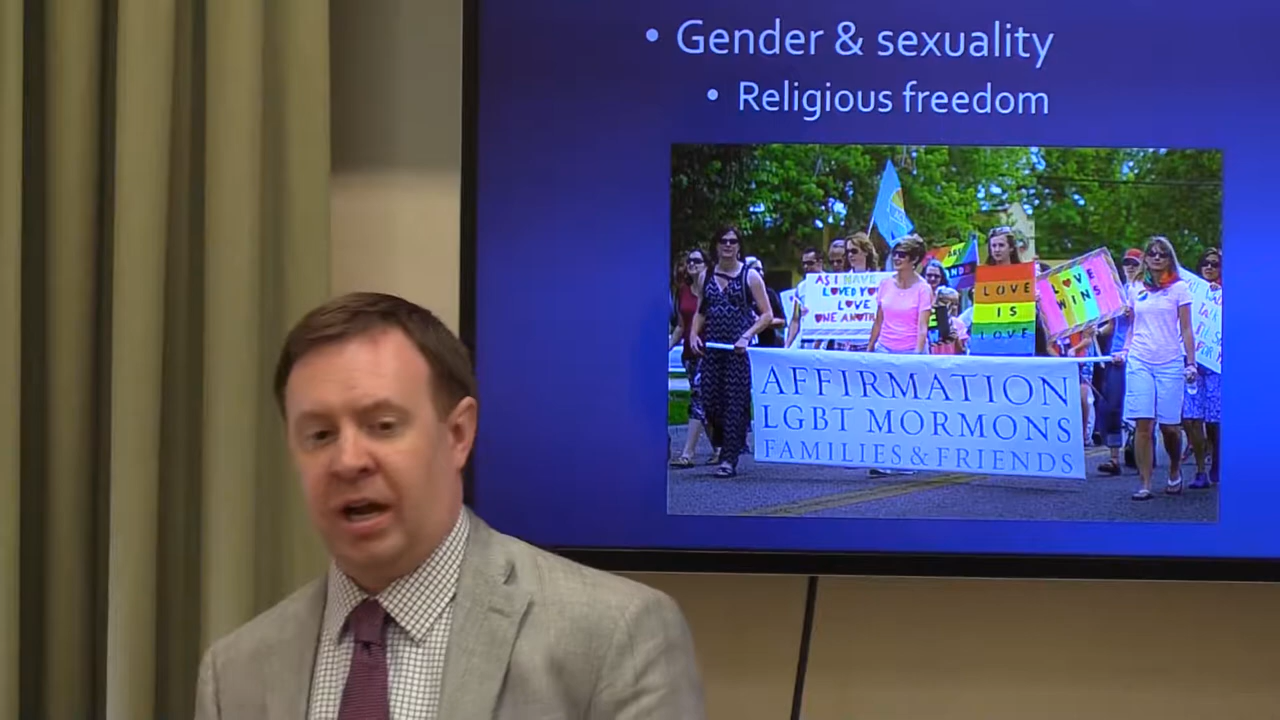 • Gender & sexuality
• Religious freedom
AS I HAVE
LOVED YOU
LOVE
ONE ANOTH
LOVE
IS
LOVE
LOVE
WINS
AFFIRMATION
LGBT MORMONS
FAMILIES & FRIENDS